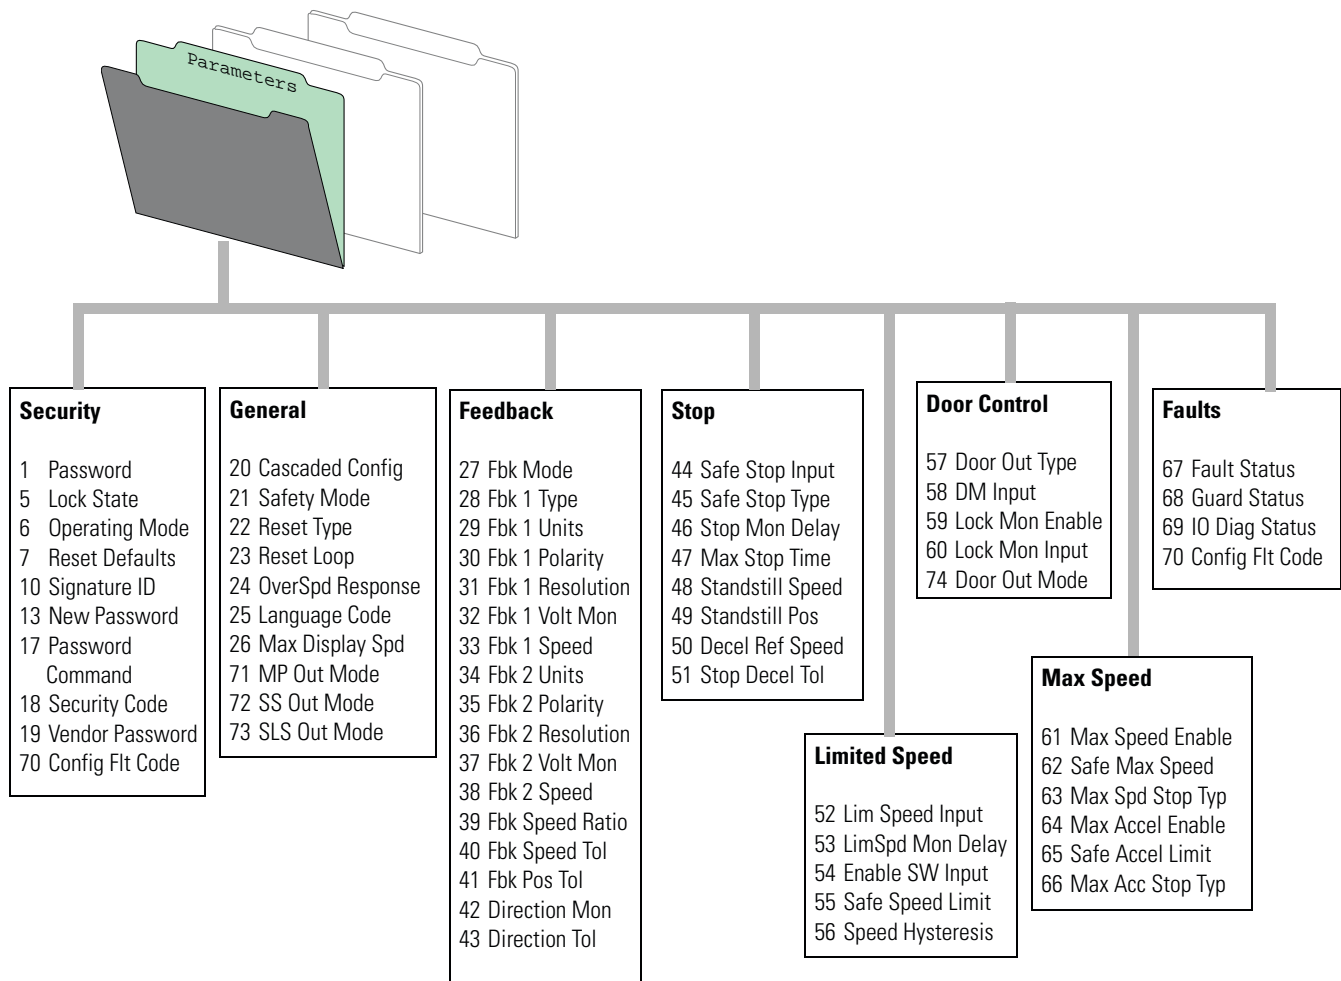 Parameters
Security
1 Password
5 Lock State
6 Operating Mode
7 Reset Defaults
10 Signature ID
13 New Password
17 Password
Command
18 Security Code
19 Vendor Password
70 Config Flt Code
General
20 Cascaded Config
21 Safety Mode
22 Reset Type
23 Reset Loop
24 OverSpd Response
25 Language Code
26 Max Display Spd
71 MP Out Mode
72 SS Out Mode
73 SLS Out Mode
Feedback
27 Fbk Mode
28 Fbk 1 Type
29 Fbk 1 Units
30 Fbk 1 Polarity
31 Fbk 1 Resolution
32 Fbk 1 Volt Mon
33 Fbk 1 Speed
34 Fbk 2 Units
35 Fbk 2 Polarity
36 Fbk 2 Resolution
37 Fbk 2 Volt Mon
38 Fbk 2 Speed
39 Fbk Speed Ratio
40 Fbk Speed Tol
41 Fbk Pos Tol
42 Direction Mon
43 Direction Tol
Stop
44 Safe Stop Input
45 Safe Stop Type
46 Stop Mon Delay
47 Max Stop Time
48 Standstill Speed
49 Standstill Pos
50 Decel Ref Speed
51 Stop Decel Tol
Limited Speed
52 Lim Speed Input
53 LimSpd Mon Delay
54 Enable SW Input
55 Safe Speed Limit
56 Speed Hysteresis
Door Control
57 Door Out Type
58 DM Input
59 Lock Mon Enable
60 Lock Mon Input
74 Door Out Mode
Max Speed
61 Max Speed Enable
62 Safe Max Speed
63 Max Spd Stop Typ
64 Max Accel Enable
65 Safe Accel Limit
66 Max Acc Stop Typ
Faults
67 Fault Status
68 Guard Status
69 IO Diag Status
70 Config Flt Code